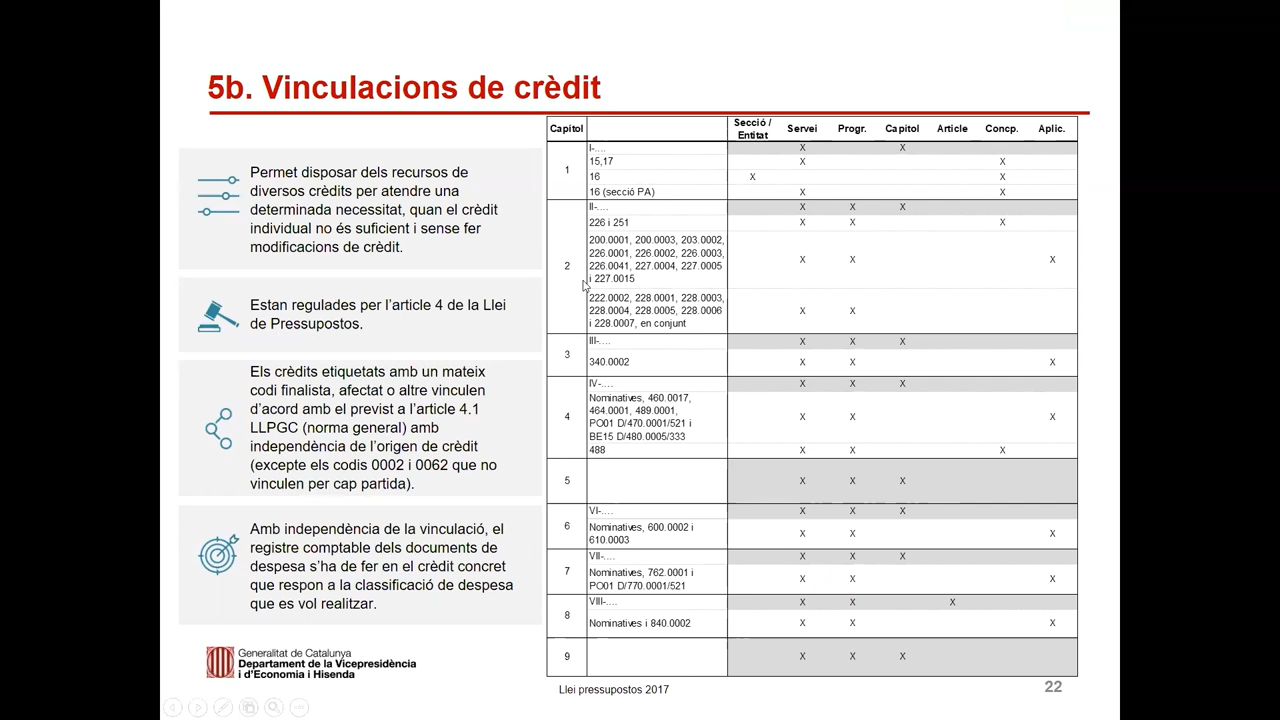 5b. Vinculacions de crèdit
Permet disposar dels recursos de
diversos crèdits per atendre una
determinada necessitat, quan el crèdit
individual no és suficient i sense fer
modificacions de crèdit.
Estan regulades per l’article 4 de la Llei
de Pressupostos.
Els crèdits etiquetats amb un mateix
codi finalista, afectat o altre vinculen
d’acord amb el previst a l’article 4.1
LLPGC (norma general) amb
independència de l’origen de crèdit
(excepte els codis 0002 i 0062 que no
vinculen per cap partida).
Amb independència de la vinculació, el
registre comptable dels documents de
despesa s’ha de fer en el crèdit concret
que respon a la classificació de despesa
que es vol realitzar.
Capítol Secció / Entitat Servei Progr. Capítol Article Concp. Aplic.
1
I-.... X X
15,17 X X
16 X X
16 (secció PA) X X
2
II-.... X X X
226 i 251 X X X
200.0001, 200.0003, 203.0002,
226.0001, 226.0002, 226.0003,
226.0041, 227.0004, 227.0005
i 227.0015 X X X
222.0002, 228.0001, 228.0003,
228.0004, 228.0005, 228.0006
i 228.0007, en conjunt X X
3
III-.... X X X
340.0002 X X X
4
IV-.... X X X
Nominatives, 460.0017,
464.0001, 489.0001,
PO01 D/470.0001/521 i
BE15 D/480.0005/333 X X X
488 X X X
5 X X X
6
VI-.... X X X
Nominatives, 600.0002 i
610.0003 X X X
7
VII-.... X X X
Nominatives, 762.0001 i
PO01 D/770.0001/521 X X X
8
VIII-.... X X X
Nominatives i 840.0002 X X X
9 X X X
Generalitat de Catalunya
Departament de la Vicepresidència
i d’Economia i Hisenda
Llei pressupostos 2017
22